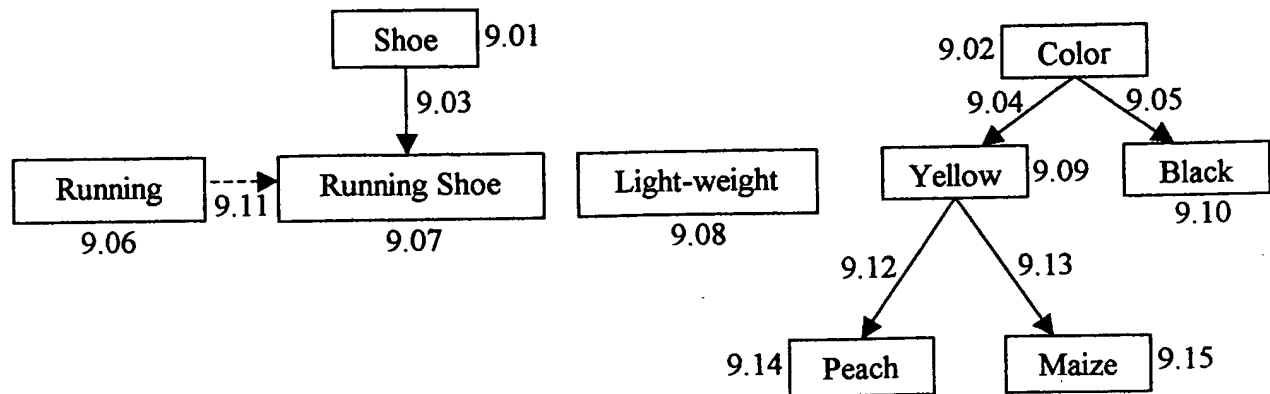 Shoe 9.01
9.02 Color
9.03
9.04 9.05
Running 9.11 Running Shoe Light-weight Yellow 9.09 Black
9.06 9.07 9.08 9.10
9.12 9.13
9.14 Peach Maize 9.15